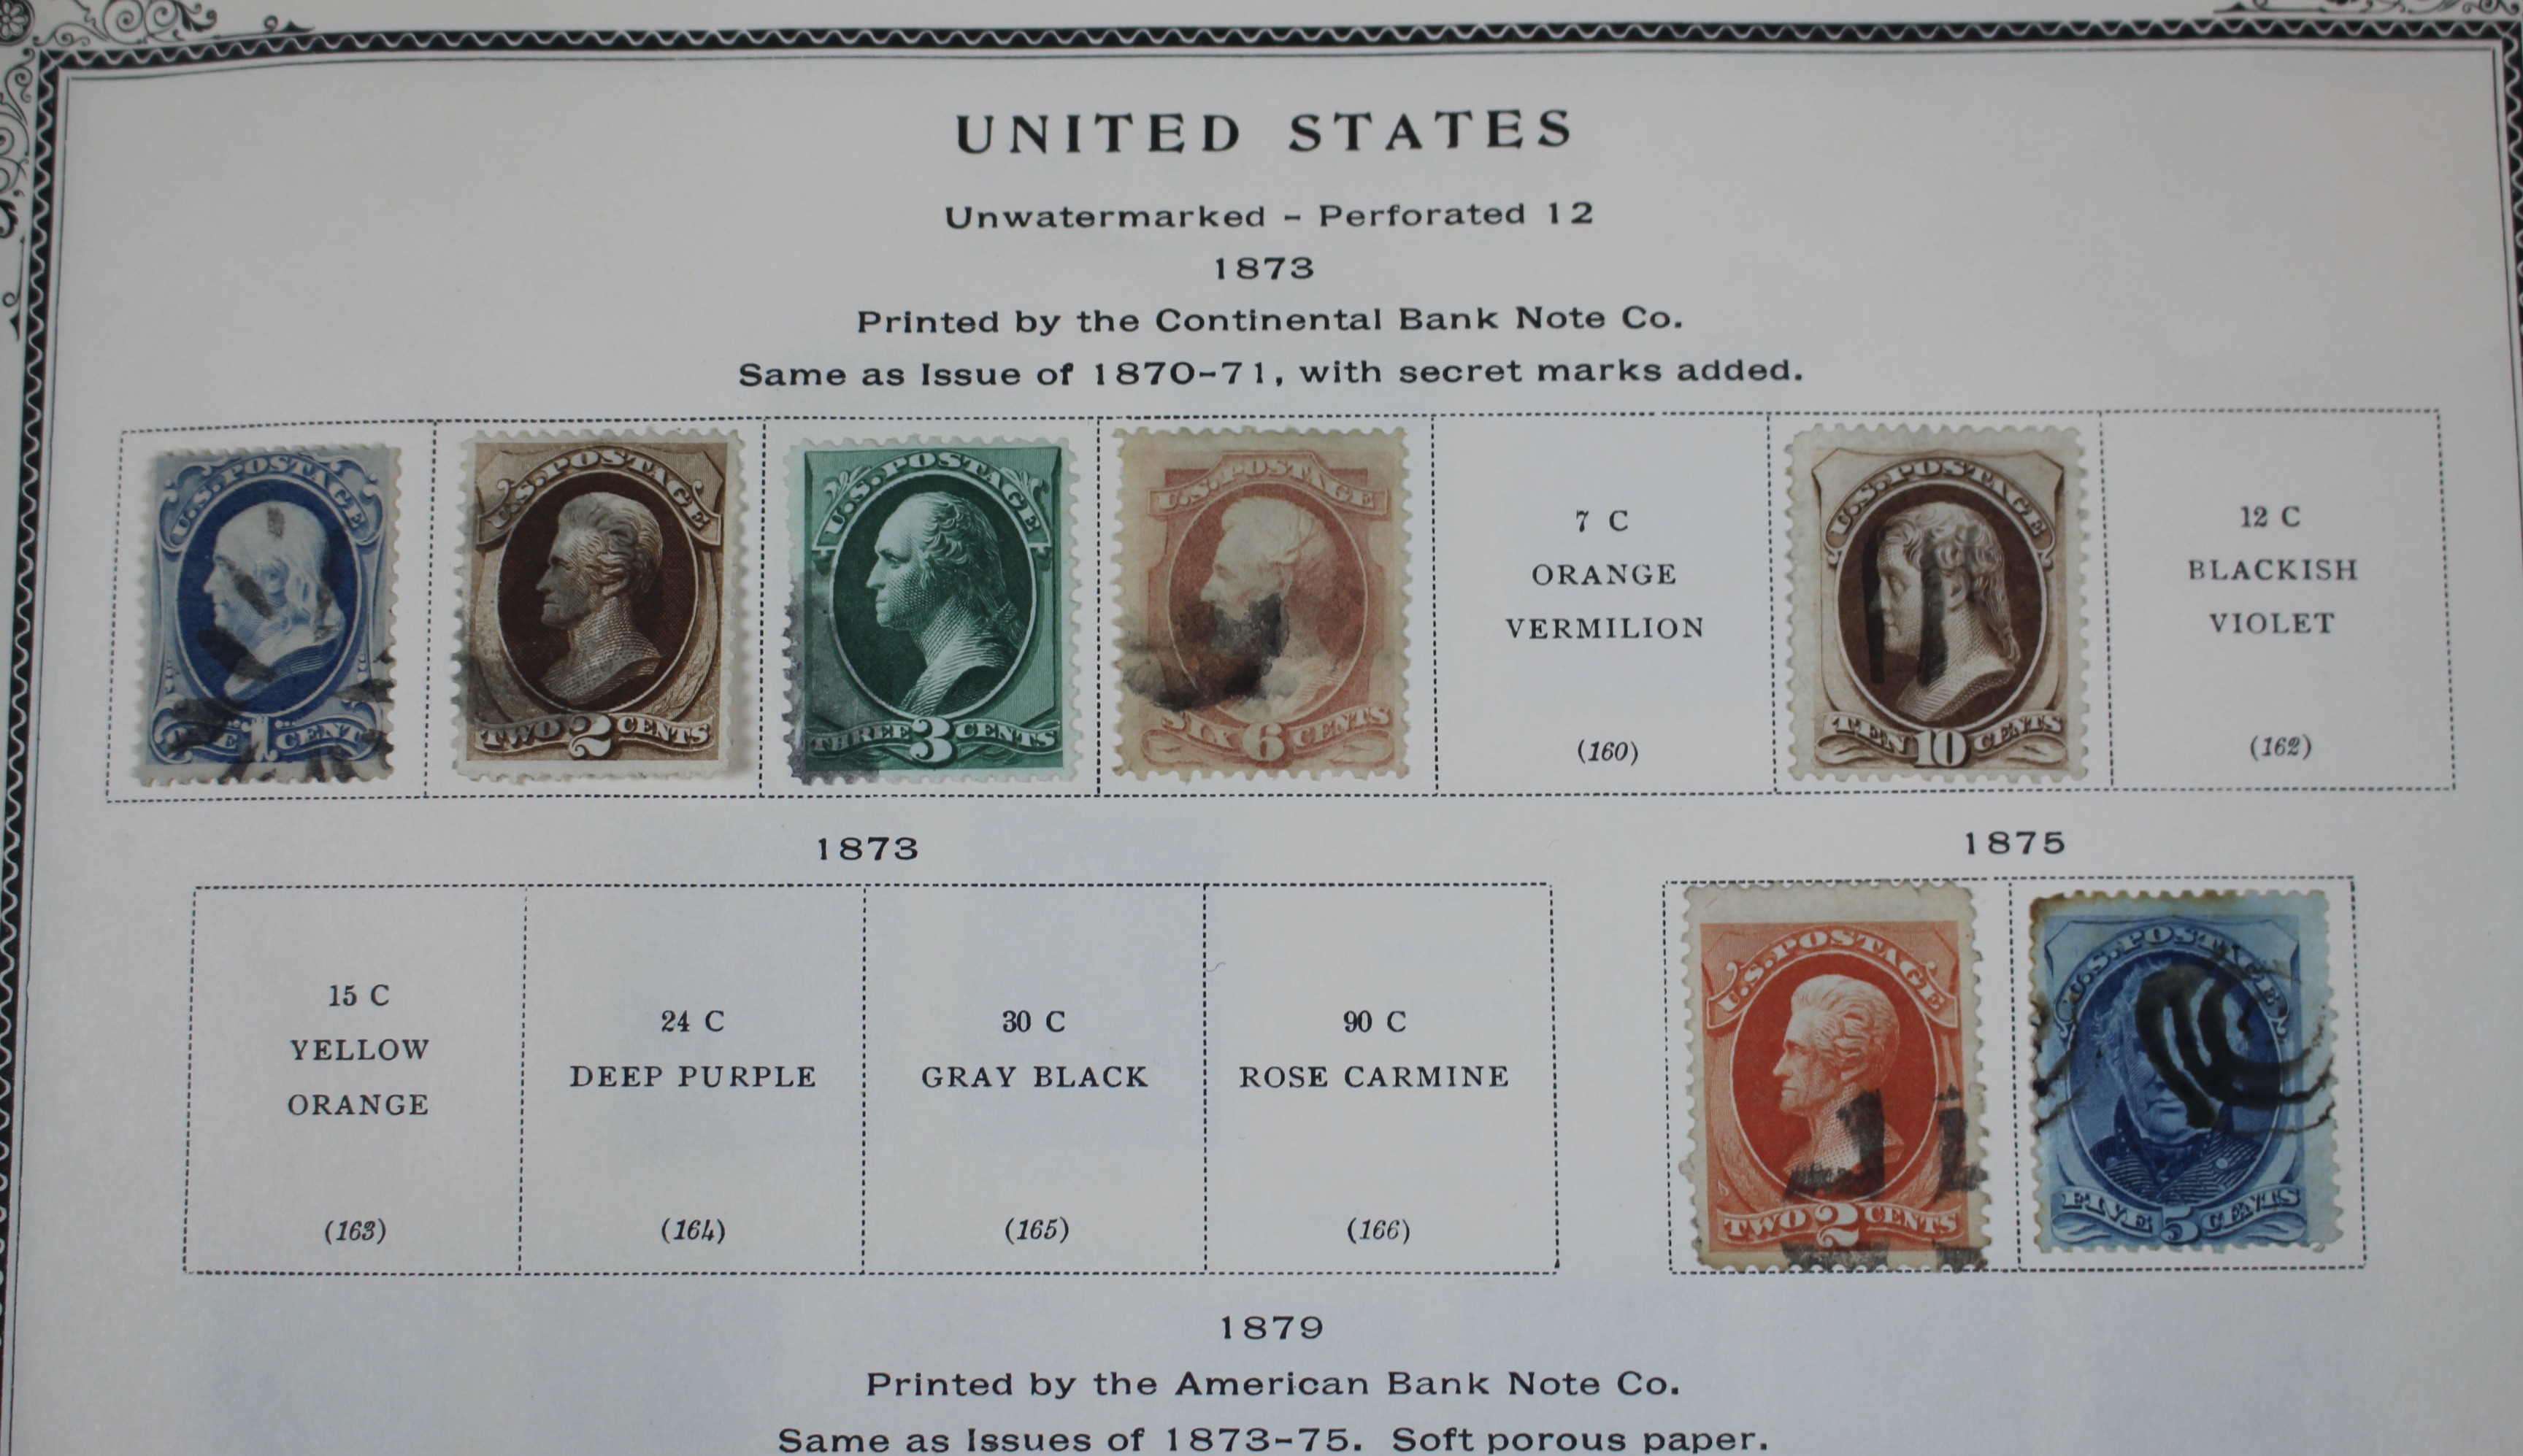 UNITED STATES
Unwatermarked - Perforated 12
1873
Printed by the Continental Bank Note Co.
Same as Issue of 1870-71, with secret marks added.
U.S. POSTAGE
ONE 1 CENT
U.S. POSTAGE
TWO 2 CENTS
U.S. POSTAGE
THREE 3 CENTS
U.S. POSTAGE
SIX 6 CENTS
7 C
ORANGE
VERMILION
(160)
U.S. POSTAGE
TEN 10 CENTS
12 C
BLACKISH
VIOLET
(162)
1873
15 C
YELLOW
ORANGE
(163)
24 C
DEEP PURPLE
(164)
30 C
GRAY BLACK
(165)
90 C
ROSE CARMINE
(166)
1875
U.S. POSTAGE
TWO 2 CENTS
U.S. POSTAGE
FIVE 5 CENTS
1879
Printed by the American Bank Note Co.
Same as Issues of 1873-75. Soft porous paper.